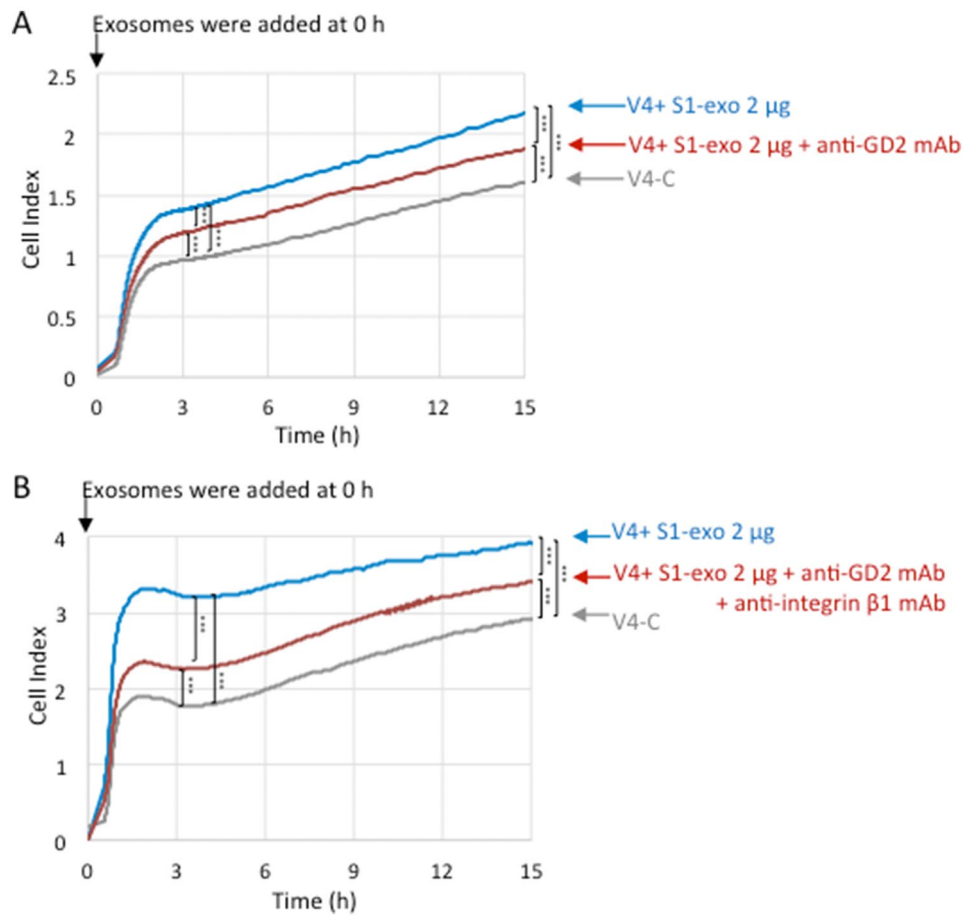 A
Exosomes were added at 0 h
2.5
2
1.5
1
0.5
0
Cell Index
0 3 6 9 12 15
Time (h)
V4+ S1-exo 2 μg
V4+ S1-exo 2 μg + anti-GD2 mAb
V4-C
*** *** ***
*** *** ***
B
Exosomes were added at 0 h
4
3
2
1
0
Cell Index
0 3 6 9 12 15
Time (h)
V4+ S1-exo 2 μg
V4+ S1-exo 2 μg + anti-GD2 mAb
+ anti-integrin β1 mAb
V4-C
*** *** ***
*** *** ***